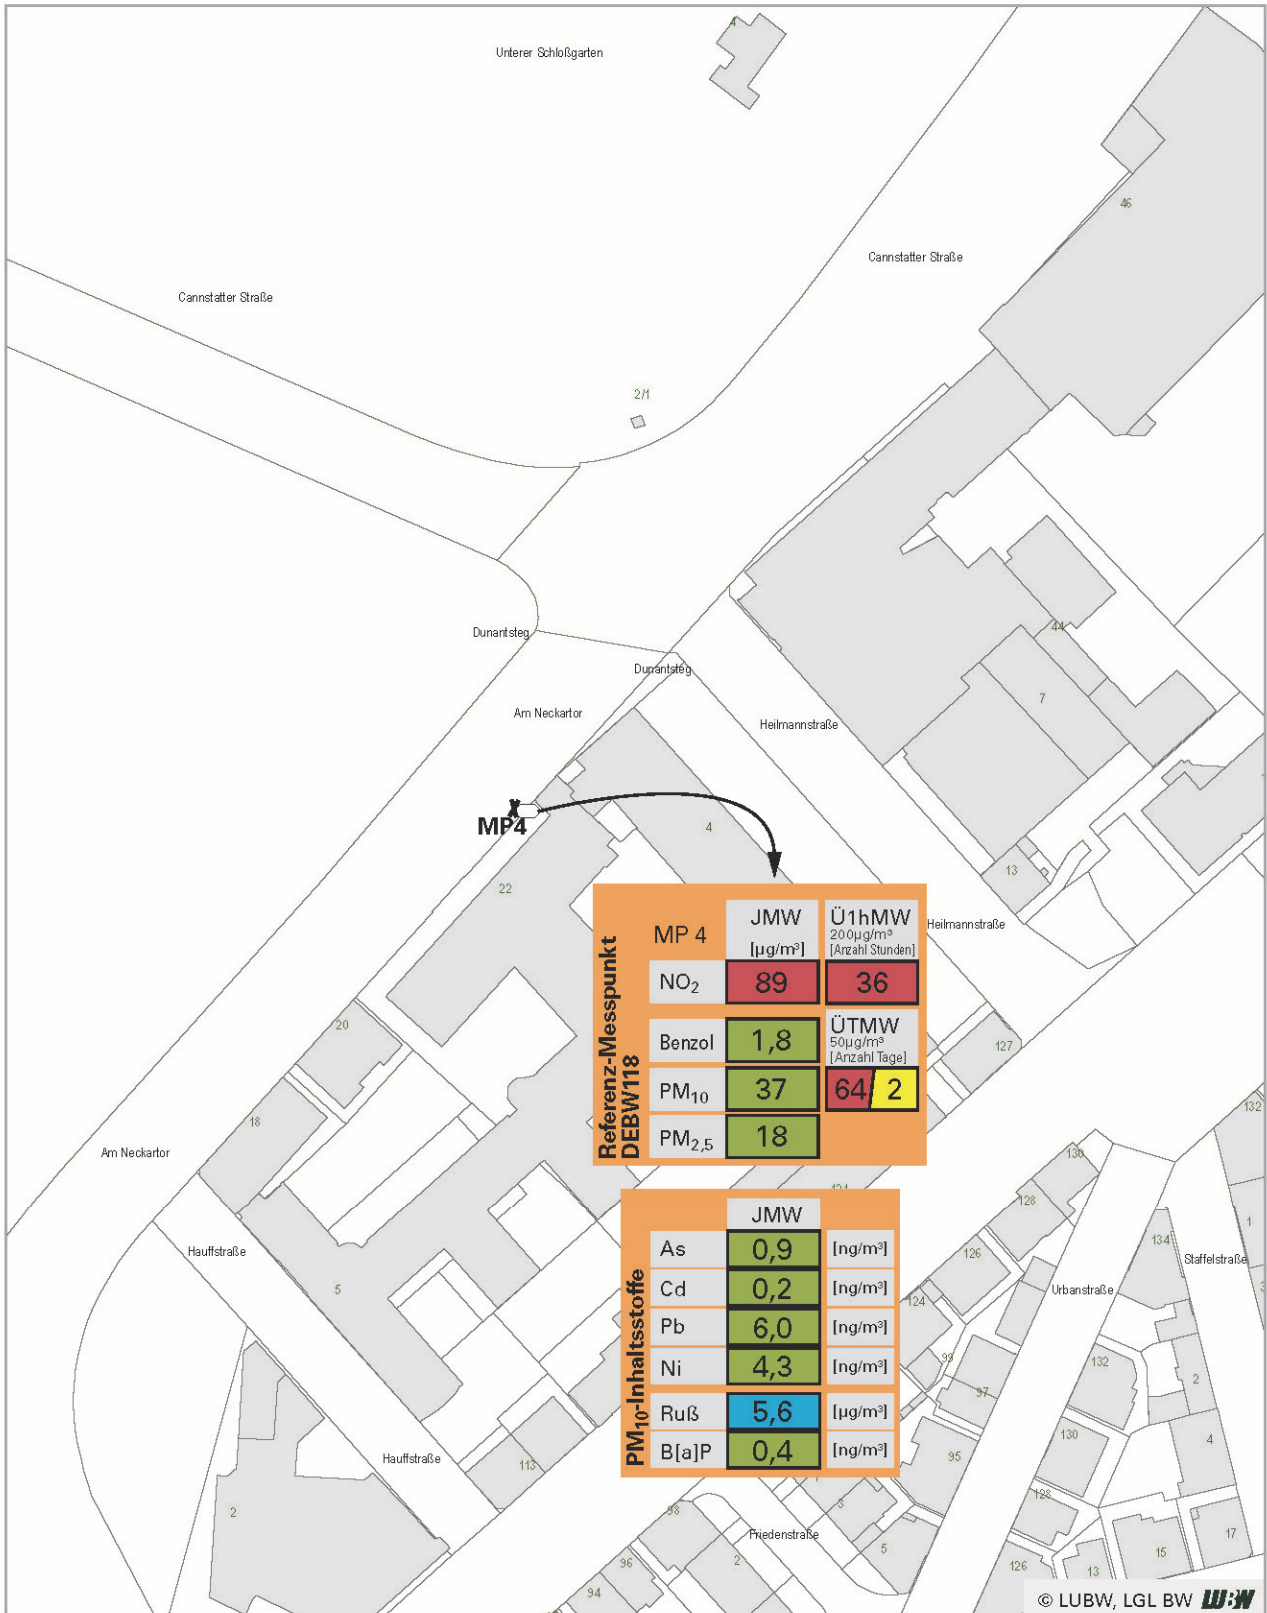 4
Unterer Schloßgarten
46
Cannstatter Straße
Cannstatter Straße
2/1
44
Dunantsteg
Dunantsteg
7
Am Neckartor
Heilmannstraße
MP4
4
22
13
Heilmannstraße
Referenz-Messpunkt
DEBW118
MP 4
JMW
[µg/m³]
Ü1hMW
200µg/m³
[Anzahl Stunden]
NO₂
89
36
Benzol
1,8
ÜTMW
50µg/m³
[Anzahl Tage]
PM₁₀
37
64
2
PM₂,₅
18
20
127
18
132
Am Neckartor
130
128
1
134
126
Hauffstraße
Staffelstraße
5
Urbanstraße
124
PM₁₀-Inhaltsstoffe
JMW
As
0,9
[ng/m³]
Cd
0,2
[ng/m³]
Pb
6,0
[ng/m³]
Ni
4,3
[ng/m³]
Ruß
5,6
[µg/m³]
B[a]P
0,4
[ng/m³]
99
132
2
97
130
4
95
Hauffstraße
113
128
3
2
98
Friedenstraße
17
5
15
96
2
126
13
94
© LUBW, LGL BW LUBW